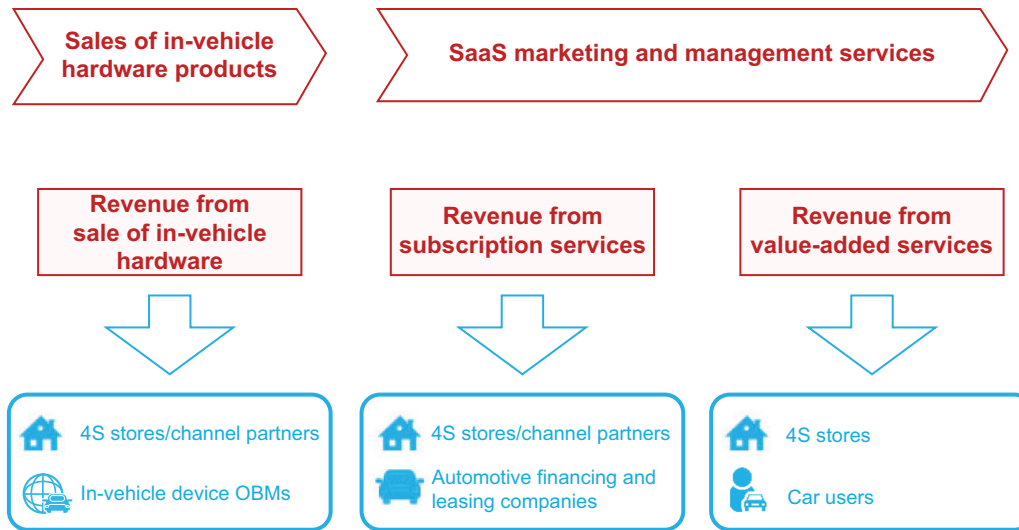 Sales of in-vehicle
hardware products
SaaS marketing and management services
Revenue from
sale of in-vehicle
hardware
Revenue from
subscription services
Revenue from
value-added services
4S stores/channel partners
In-vehicle device OBMs
4S stores/channel partners
Automotive financing and
leasing companies
4S stores
Car users